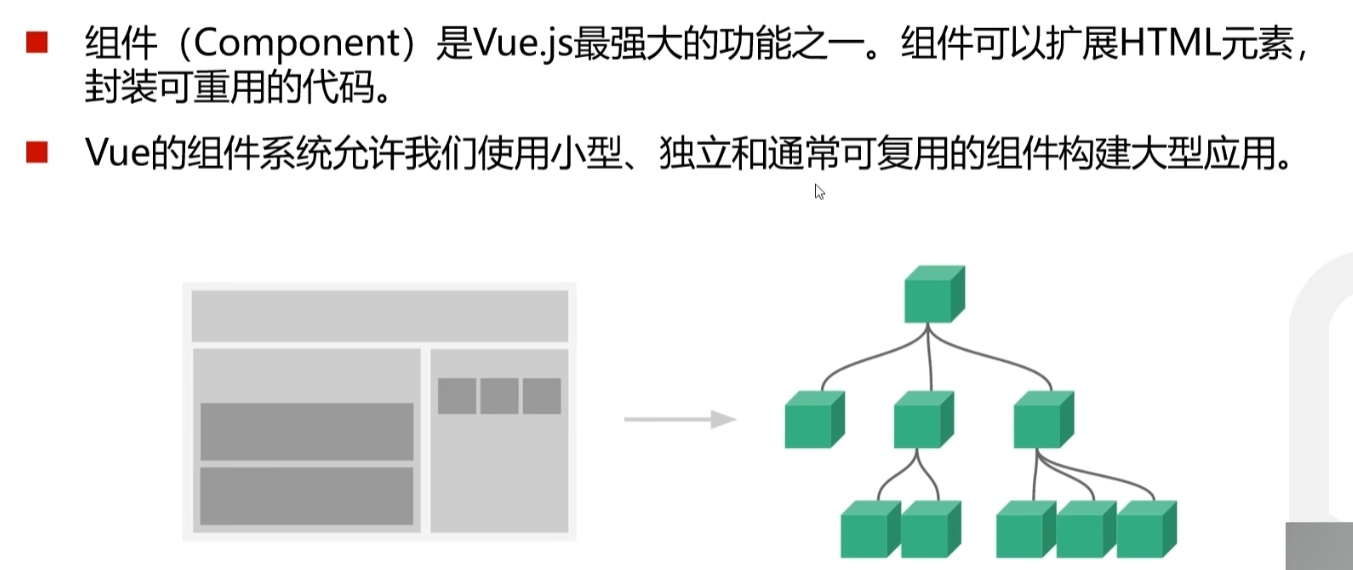 组件（Component）是Vue.js最强大的功能之一。组件可以扩展HTML元素，
封装可重用的代码。
Vue的组件系统允许我们使用小型、独立和通常可复用的组件构建大型应用。